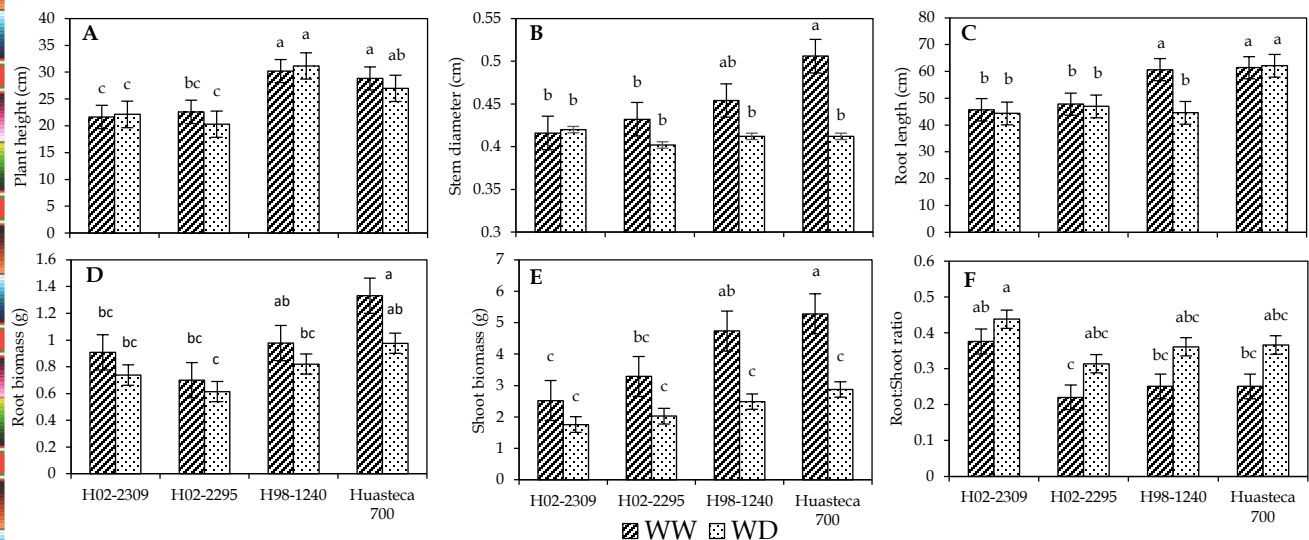 A
Plant height (cm)
40
35
30
25
20
15
10
5
0
c c bc c a a a ab
B
Stem diameter (cm)
0.55
0.5
0.45
0.4
0.35
0.3
b b b b ab b a b
C
Root length (cm)
80
70
60
50
40
30
20
10
0
b b b b a b a a
D
Root biomass (g)
1.6
1.4
1.2
1
0.8
0.6
0.4
0.2
0
bc bc bc c ab bc a ab
H02-2309 H02-2295 H98-1240 Huasteca
700
E
Shoot biomass (g)
7
6
5
4
3
2
1
0
c c bc c ab c a c
H02-2309 H02-2295 H98-1240 Huasteca
700
F
Root:Shoot ratio
0.6
0.5
0.4
0.3
0.2
0.1
0
ab a c abc bc abc bc abc
H02-2309 H02-2295 H98-1240 Huasteca
700
WW WD